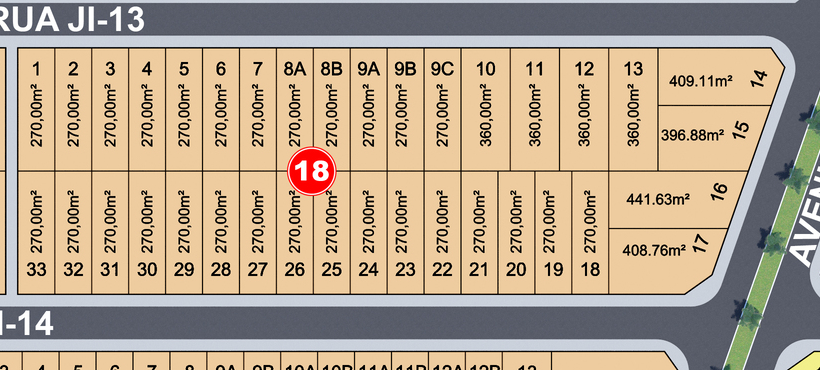 RUA JI-13
1 2 3 4 5 6 7 8A 8B 9A 9B 9C 10 11 12 13
270,00m² 270,00m² 270,00m² 270,00m² 270,00m² 270,00m² 270,00m² 270,00m² 270,00m² 270,00m² 270,00m² 270,00m² 360,00m² 360,00m² 360,00m² 360,00m²
409.11m² 14
396.88m² 15
18
441.63m² 16
408.76m² 17
270,00m² 270,00m² 270,00m² 270,00m² 270,00m² 270,00m² 270,00m² 270,00m² 270,00m² 270,00m² 270,00m² 270,00m² 270,00m² 270,00m² 270,00m² 270,00m²
33 32 31 30 29 28 27 26 25 24 23 22 21 20 19 18
AVENI
I-14
3 4 5 6 7 8 9A 9B 10A 10B 11A 11B 12A 12B 13